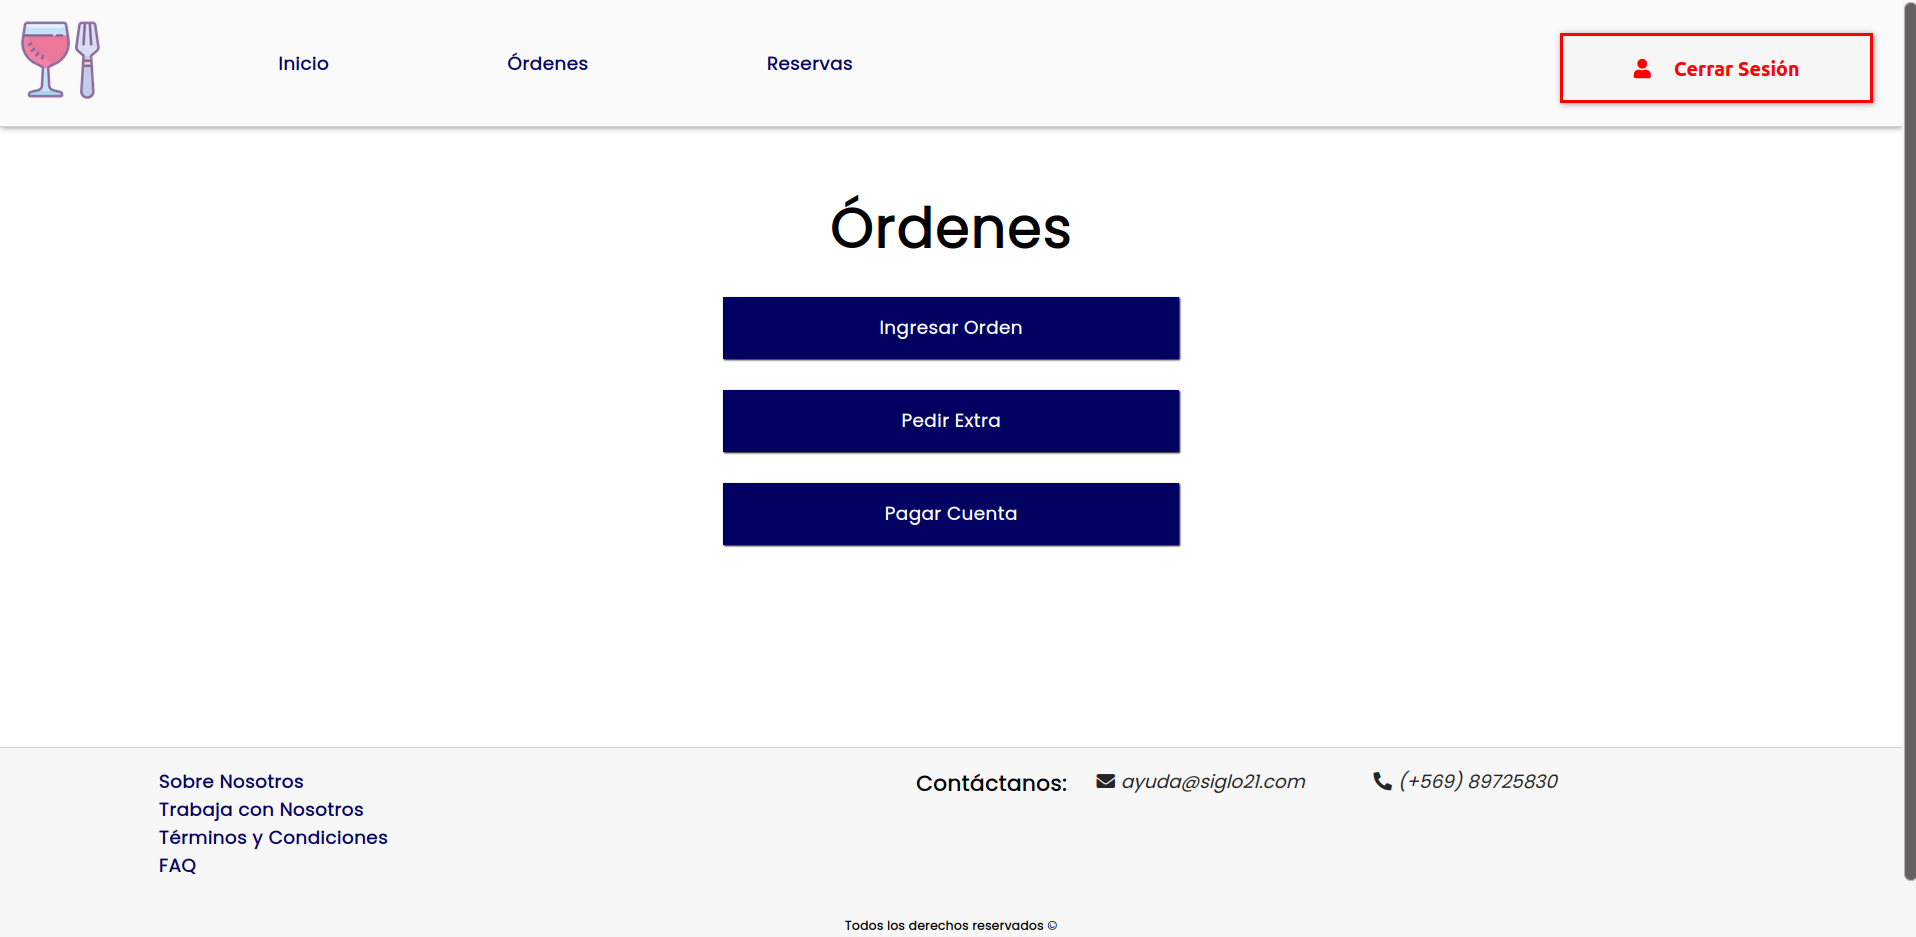 Inicio
Órdenes
Reservas
Cerrar Sesión
Órdenes
Ingresar Orden
Pedir Extra
Pagar Cuenta
Sobre Nosotros
Trabaja con Nosotros
Términos y Condiciones
FAQ
Contáctanos:
ayuda@siglo21.com
(+569) 89725830
Todos los derechos reservados ©